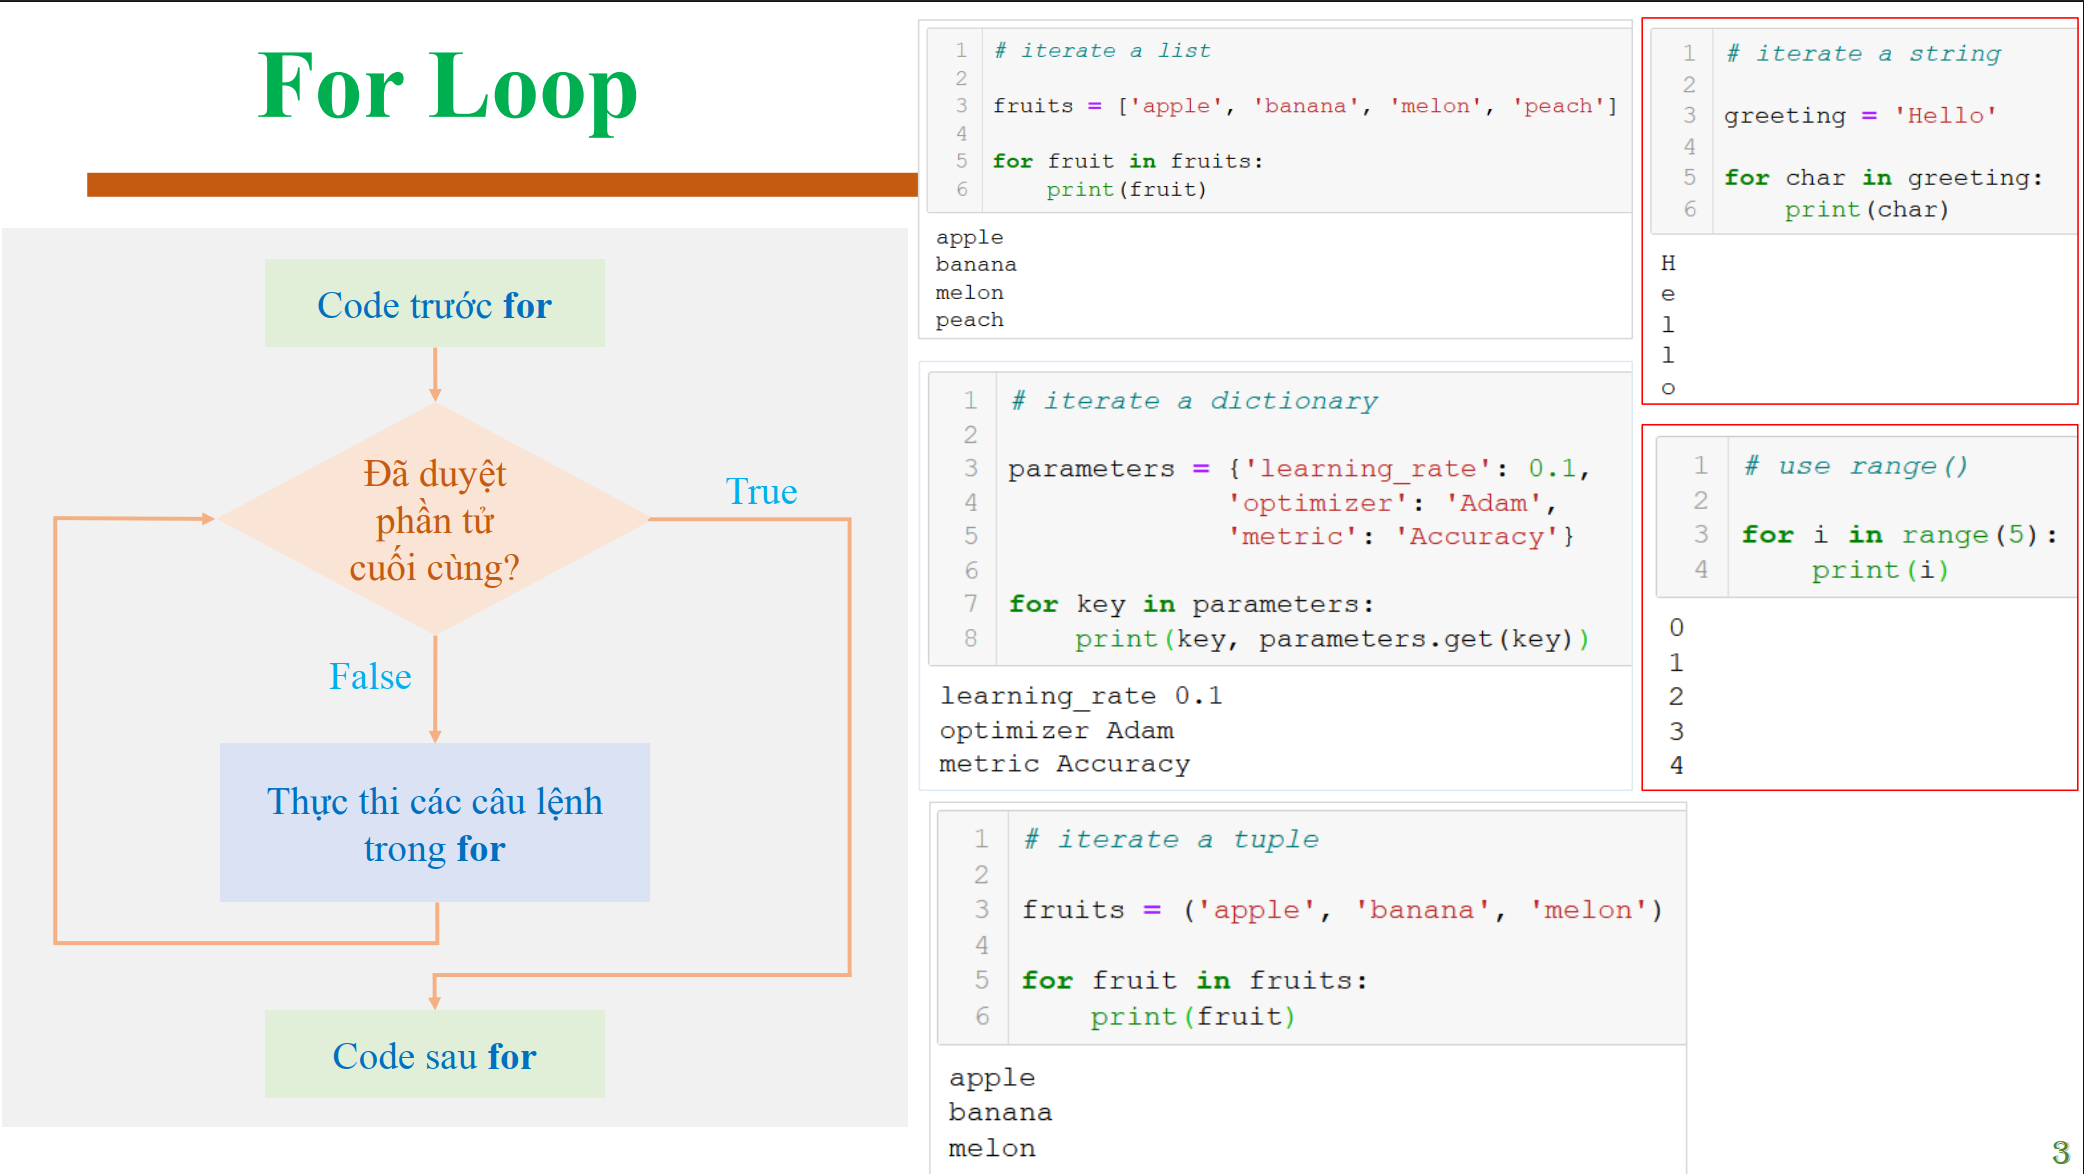 For Loop
Code trước for
Đã duyệt
phần tử
cuối cùng?
True
False
Thực thi các câu lệnh
trong for
Code sau for
1 # iterate a list
2
3 fruits = ['apple', 'banana', 'melon', 'peach']
4
5 for fruit in fruits:
6     print(fruit)
apple
banana
melon
peach
1 # iterate a string
2
3 greeting = 'Hello'
4
5 for char in greeting:
6     print(char)
H
e
l
l
o
1 # iterate a dictionary
2
3 parameters = {'learning_rate': 0.1,
4               'optimizer': 'Adam',
5               'metric': 'Accuracy'}
6
7 for key in parameters:
8     print(key, parameters.get(key))
learning_rate 0.1
optimizer Adam
metric Accuracy
1 # use range()
2
3 for i in range(5):
4     print(i)
0
1
2
3
4
1 # iterate a tuple
2
3 fruits = ('apple', 'banana', 'melon')
4
5 for fruit in fruits:
6     print(fruit)
apple
banana
melon
3